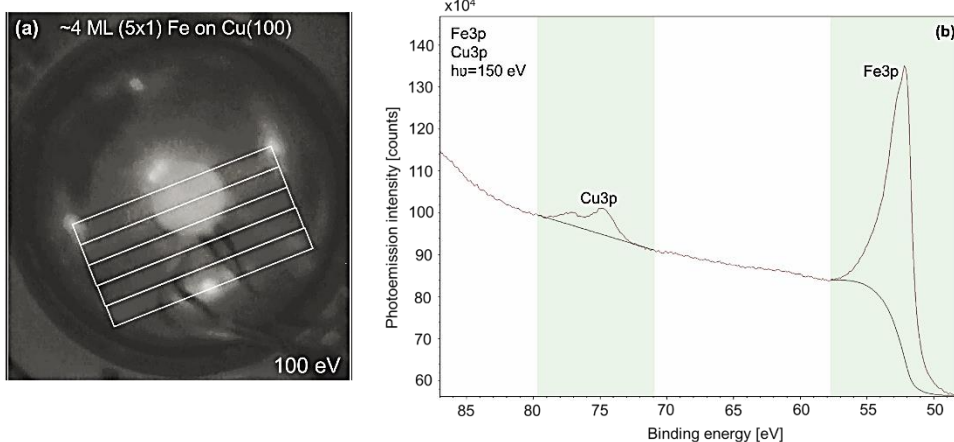 (a) ~4 ML (5x1) Fe on Cu(100)
100 eV
×10⁴
Fe3p
Cu3p
hυ=150 eV
(b)
Fe3p
Cu3p
140
130
120
110
100
90
80
70
60
Photoemission intensity [counts]
85 80 75 70 65 60 55 50
Binding energy [eV]